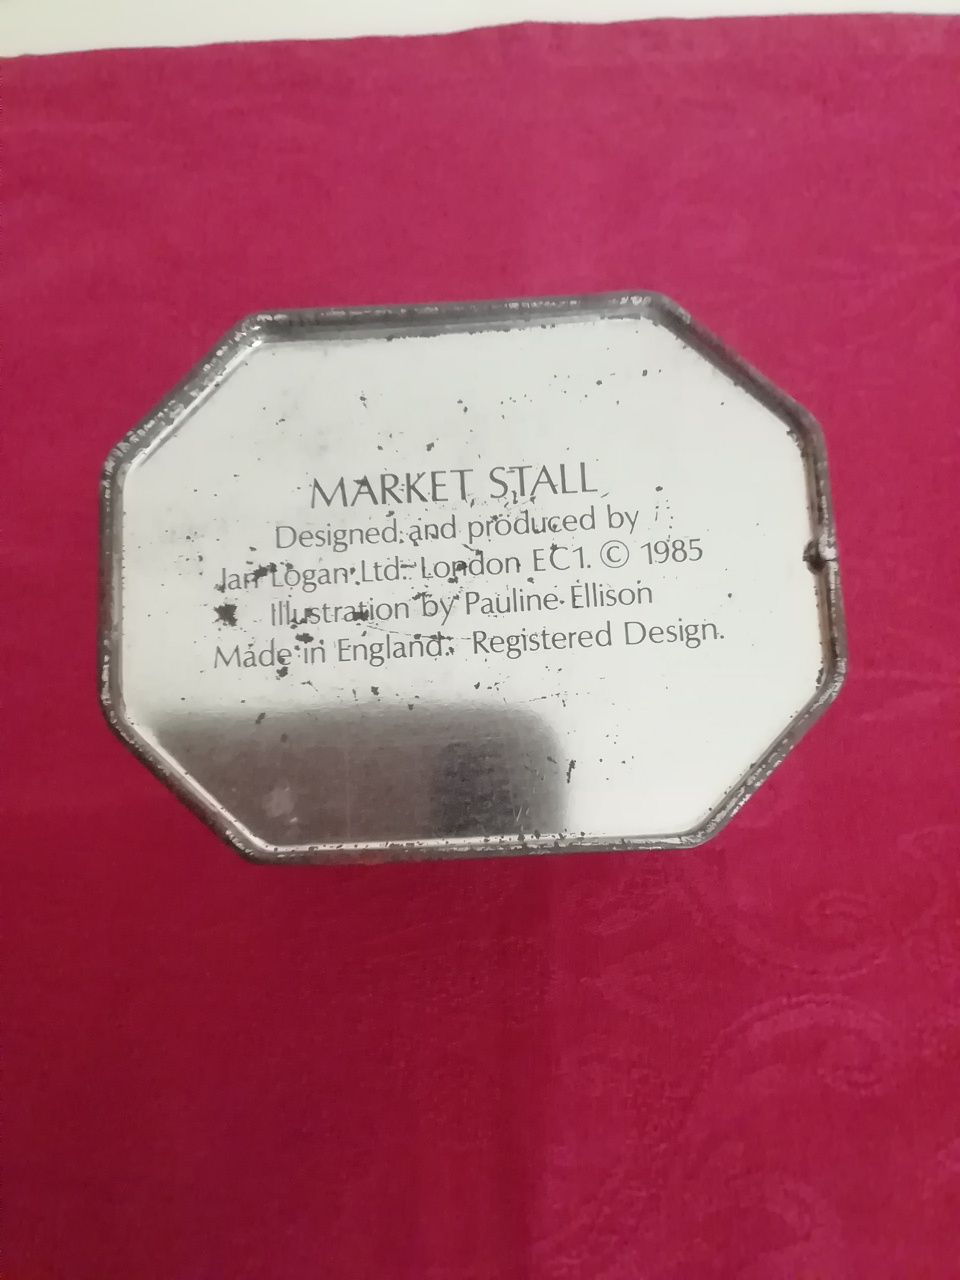 MARKET STALL
Designed and produced by
Ian Logan Ltd. London EC1. © 1985
Illustration by Pauline Ellison
Made in England. Registered Design.